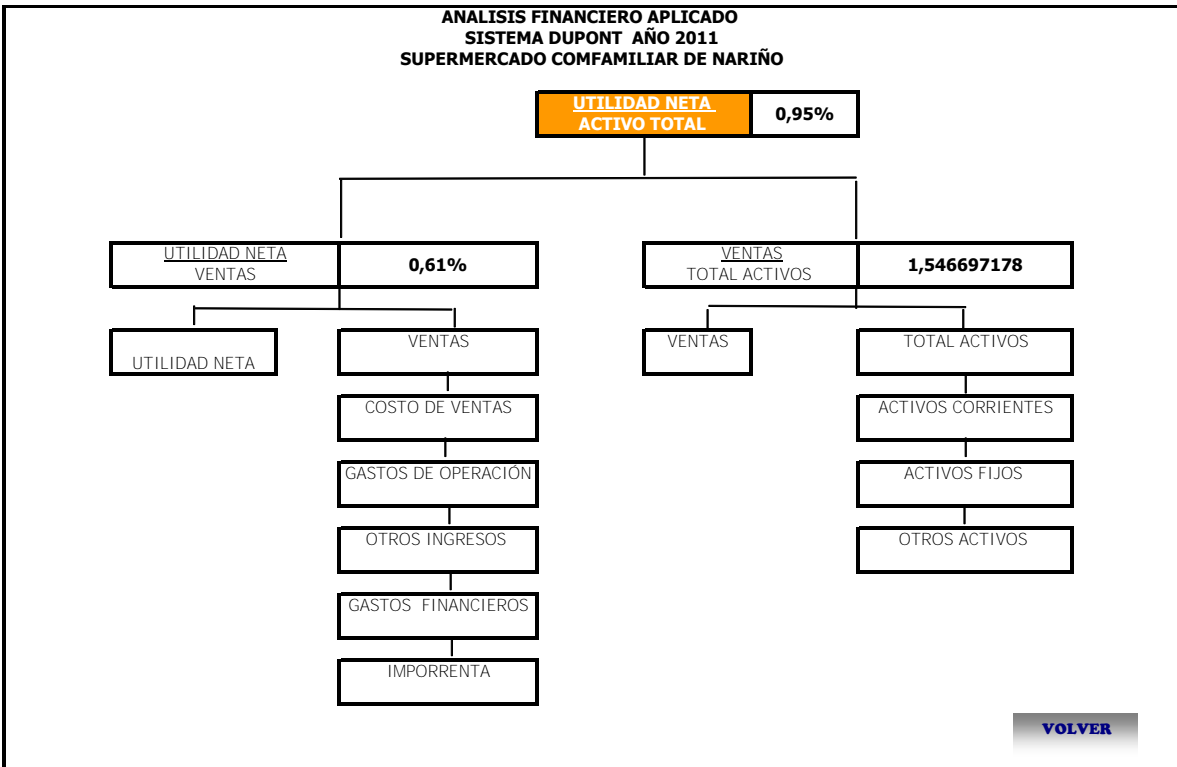 ANALISIS FINANCIERO APLICADO
SISTEMA DUPONT AÑO 2011
SUPERMERCADO COMFAMILIAR DE NARIÑO
UTILIDAD NETA
ACTIVO TOTAL
0,95%
UTILIDAD NETA
VENTAS
0,61%
VENTAS
TOTAL ACTIVOS
1,546697178
UTILIDAD NETA
VENTAS
VENTAS
TOTAL ACTIVOS
COSTO DE VENTAS
ACTIVOS CORRIENTES
GASTOS DE OPERACIÓN
ACTIVOS FIJOS
OTROS INGRESOS
OTROS ACTIVOS
GASTOS FINANCIEROS
IMPORRENTA
VOLVER